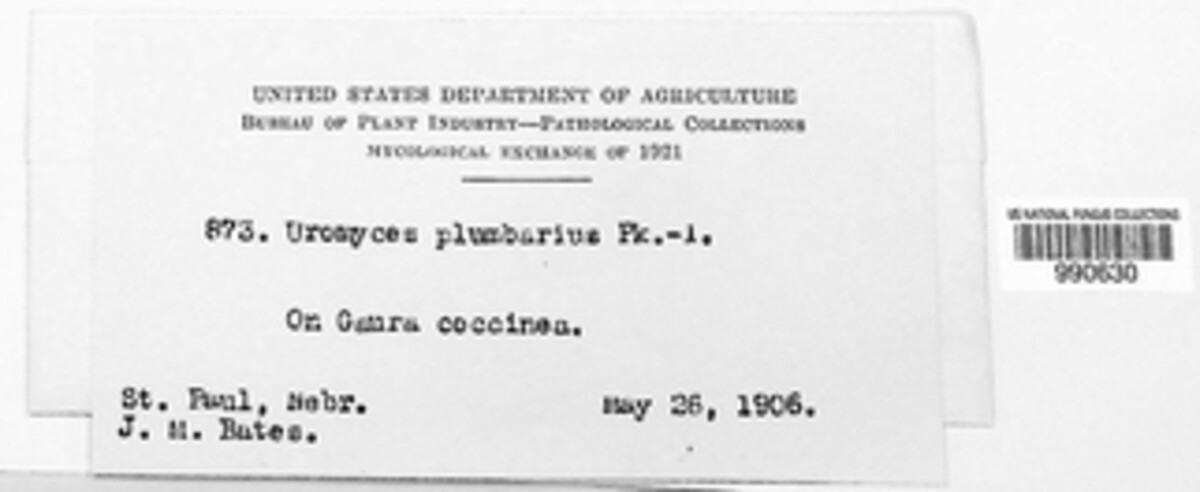 UNITED STATES DEPARTMENT OF AGRICULTURE
BUREAU OF PLANT INDUSTRY—PATHOLOGICAL COLLECTIONS
MYCOLOGICAL EXCHANGE OF 1921
873. Uromyces plumbarius Pk.-I.
On Gaura coccinea.
St. Paul, Nebr.
May 26, 1906.
J. M. Bates.
US NATIONAL FUNGUS COLLECTIONS
990630